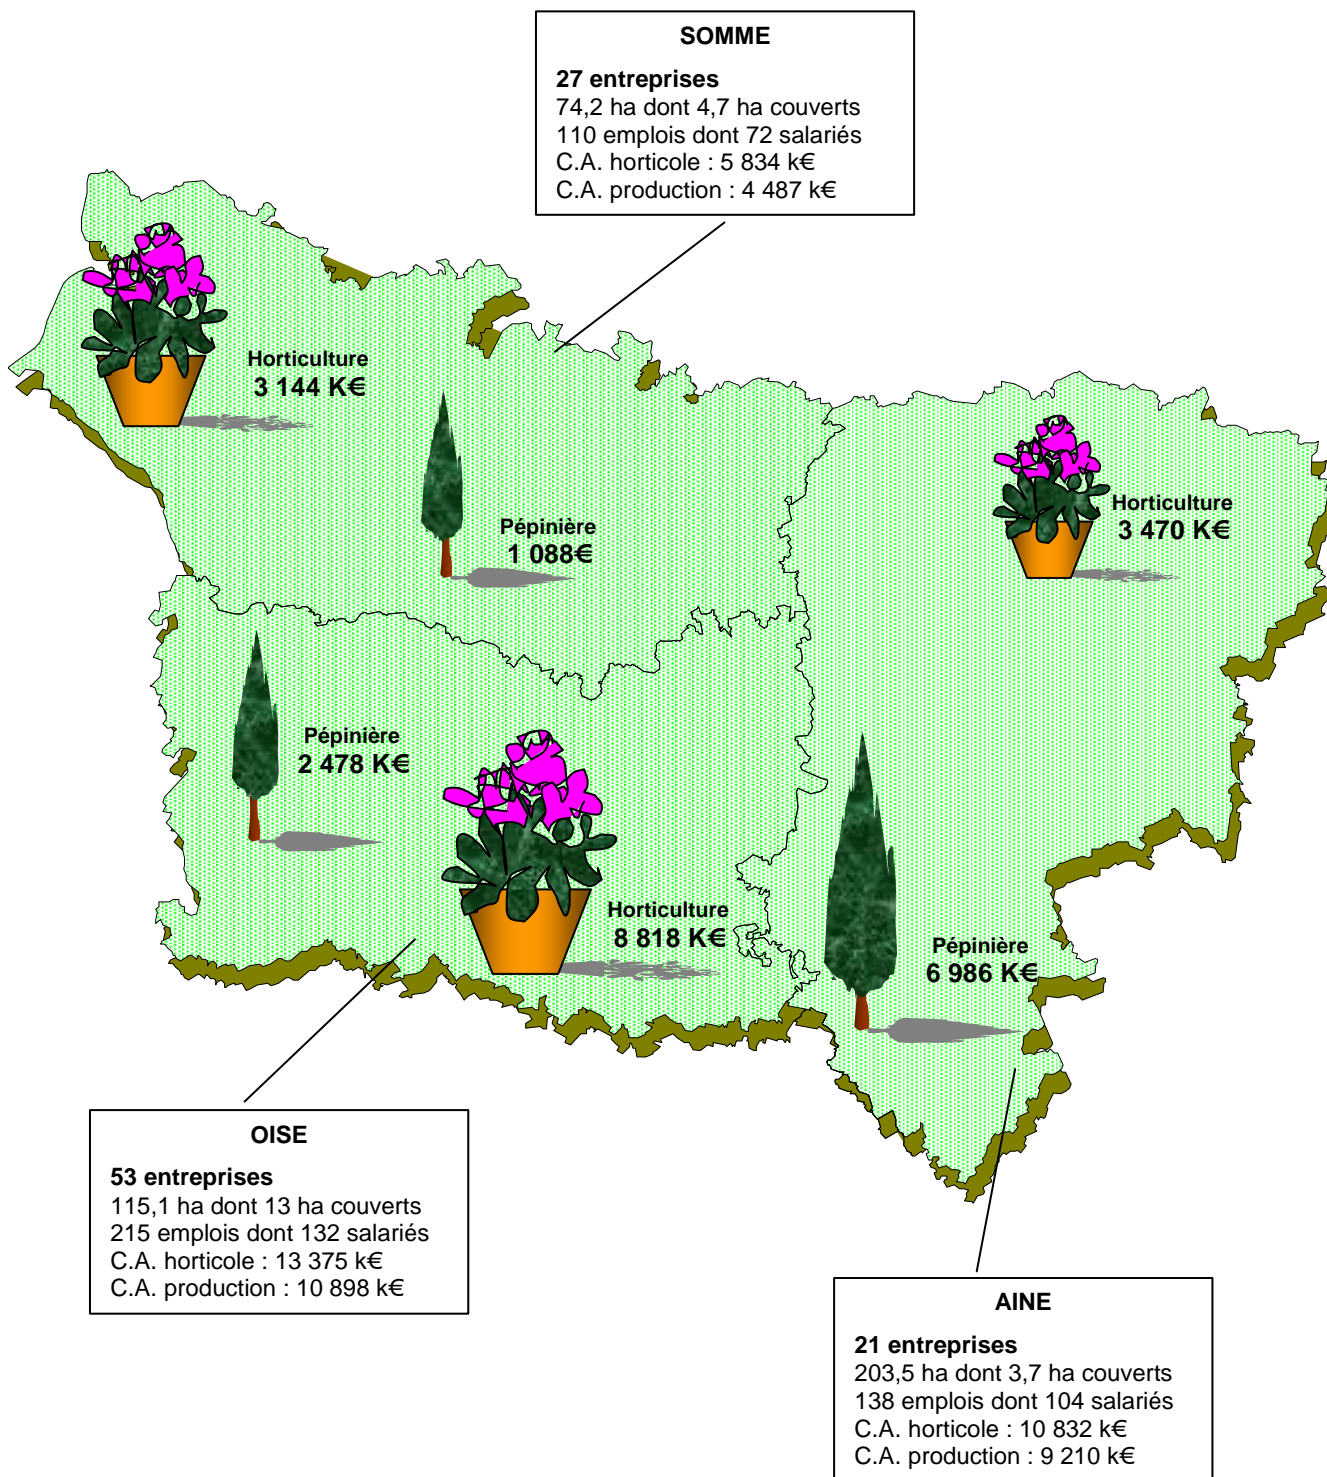 SOMME
27 entreprises
74,2 ha dont 4,7 ha couverts
110 emplois dont 72 salariés
C.A. horticole : 5 834 k€
C.A. production : 4 487 k€
Horticulture
3 144 K€
Pépinière
1 088€
Horticulture
3 470 K€
Pépinière
2 478 K€
Horticulture
8 818 K€
Pépinière
6 986 K€
OISE
53 entreprises
115,1 ha dont 13 ha couverts
215 emplois dont 132 salariés
C.A. horticole : 13 375 k€
C.A. production : 10 898 k€
AINE
21 entreprises
203,5 ha dont 3,7 ha couverts
138 emplois dont 104 salariés
C.A. horticole : 10 832 k€
C.A. production : 9 210 k€